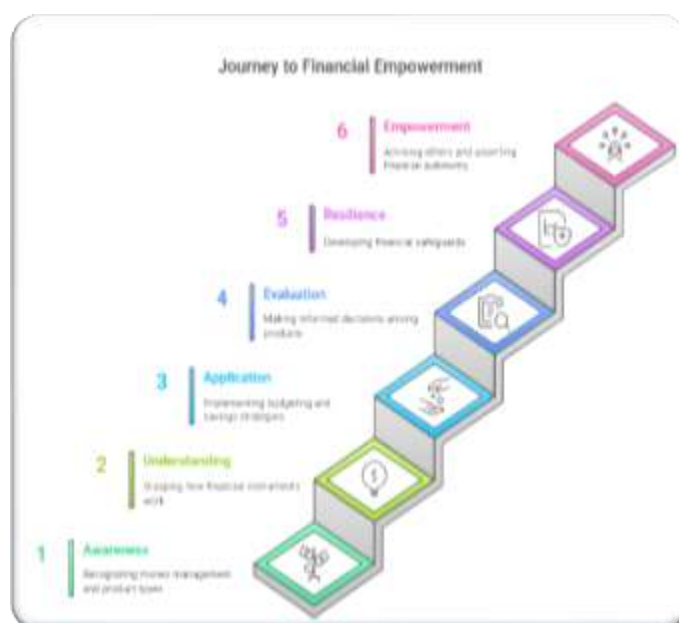 Journey to Financial Empowerment
6
Empowerment
Advising others and asserting
financial autonomy
5
Resilience
Developing financial safeguards
4
Evaluation
Making informed decisions among
products
3
Application
Implementing budgeting and
savings strategies
2
Understanding
Grasping how financial instruments
work
1
Awareness
Recognizing money management
and product types